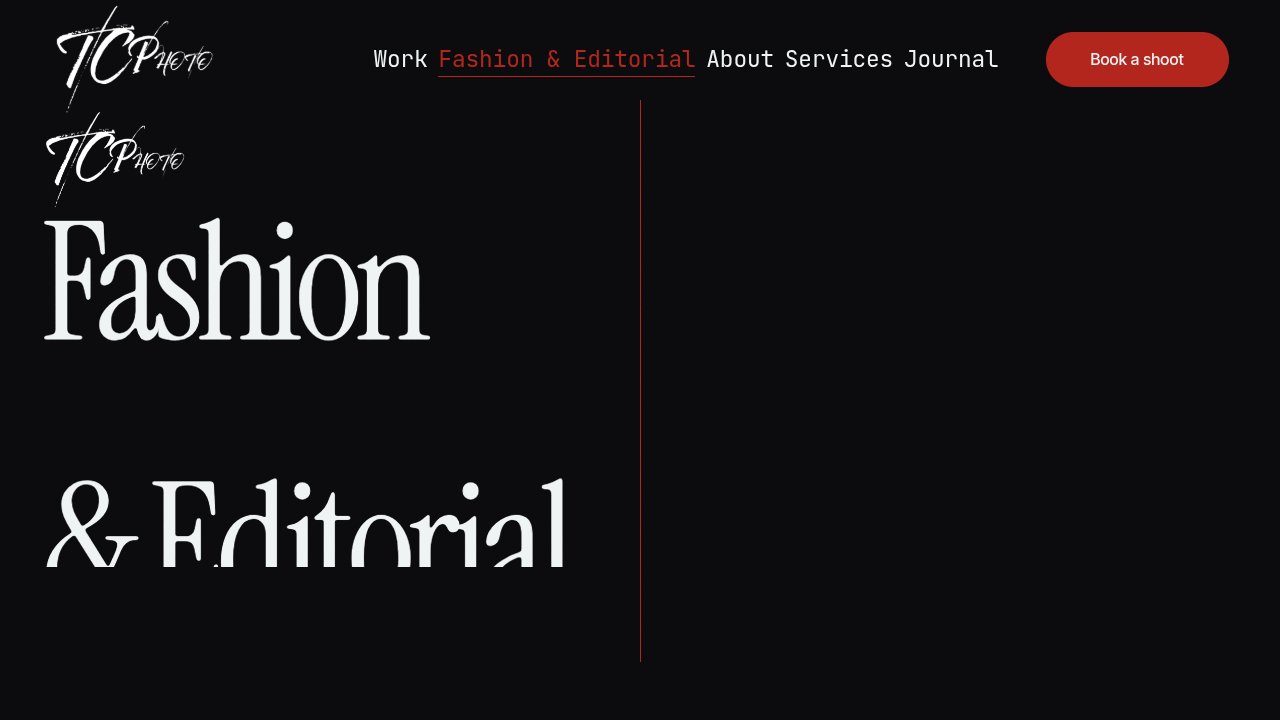 TCPhoto
Work Fashion & Editorial About Services Journal Book a shoot
TCPhoto
Fashion
& Editorial